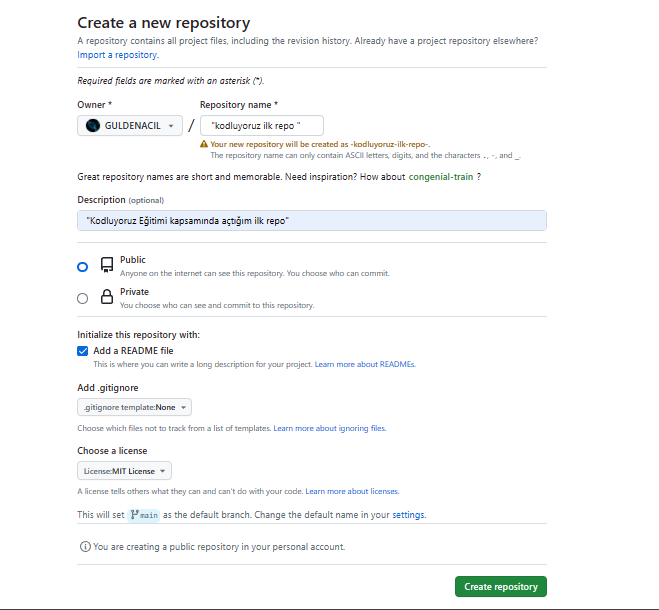 Create a new repository
A repository contains all project files, including the revision history. Already have a project repository elsewhere?
Import a repository.
Required fields are marked with an asterisk (*).
Owner * Repository name *
GULDENACIL / "kodluyoruz ilk repo "
Your new repository will be created as -kodluyoruz-ilk-repo-.
The repository name can only contain ASCII letters, digits, and the characters ., -, and _.
Great repository names are short and memorable. Need inspiration? How about congenial-train ?
Description (optional)
"Kodluyoruz Eğitimi kapsamında açtığım ilk repo"
Public
Anyone on the internet can see this repository. You choose who can commit.
Private
You choose who can see and commit to this repository.
Initialize this repository with:
Add a README file
This is where you can write a long description for your project. Learn more about READMEs.
Add .gitignore
.gitignore template:None
Choose which files not to track from a list of templates. Learn more about ignoring files.
Choose a license
License:MIT License
A license tells others what they can and can't do with your code. Learn more about licenses.
This will set main as the default branch. Change the default name in your settings.
You are creating a public repository in your personal account.
Create repository